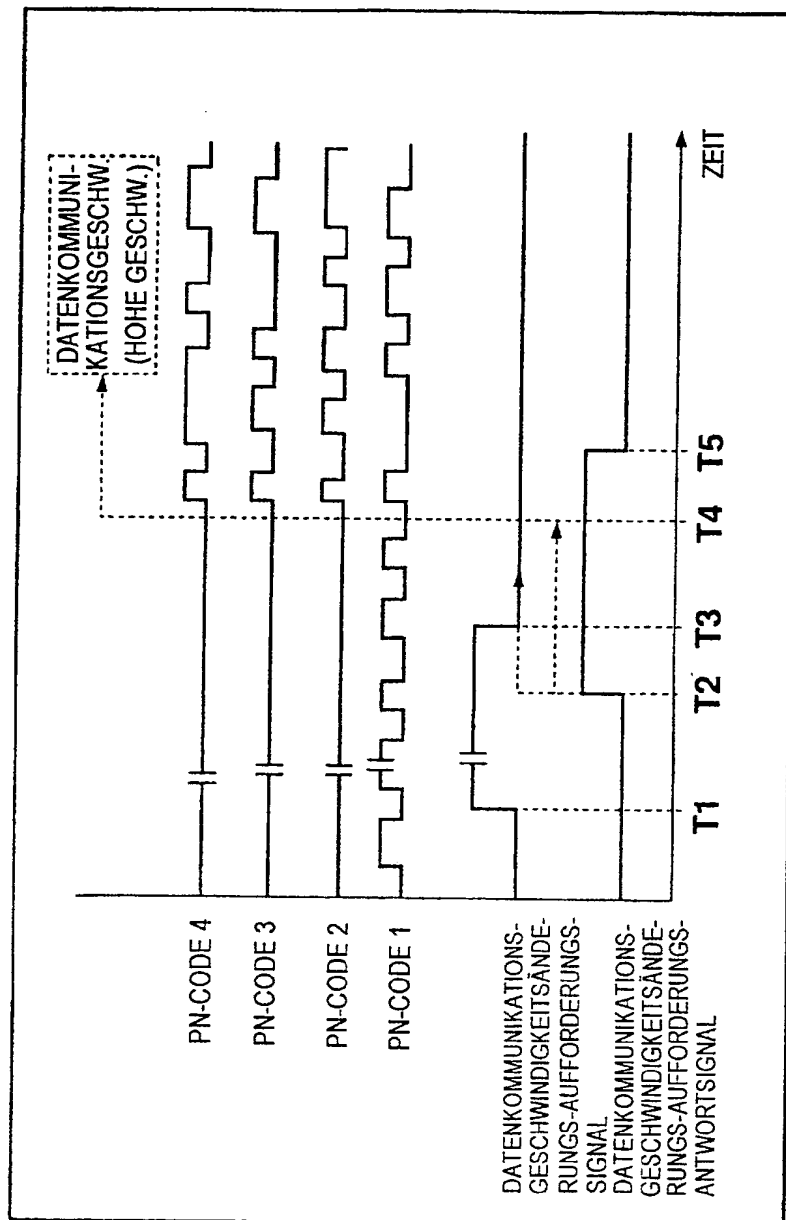 DATENKOMMUNI-
KATIONSGESCHW.
(HOHE GESCHW.)
PN-CODE 4
PN-CODE 3
PN-CODE 2
PN-CODE 1
DATENKOMMUNIKATIONS-
GESCHWINDIGKEITSÄNDE-
RUNGS-AUFFORDERUNGS-
SIGNAL
DATENKOMMUNIKATIONS-
GESCHWINDIGKEITSÄNDE-
RUNGS-AUFFORDERUNGS-
ANTWORTSIGNAL
T1
T2
T3
T4
T5
ZEIT